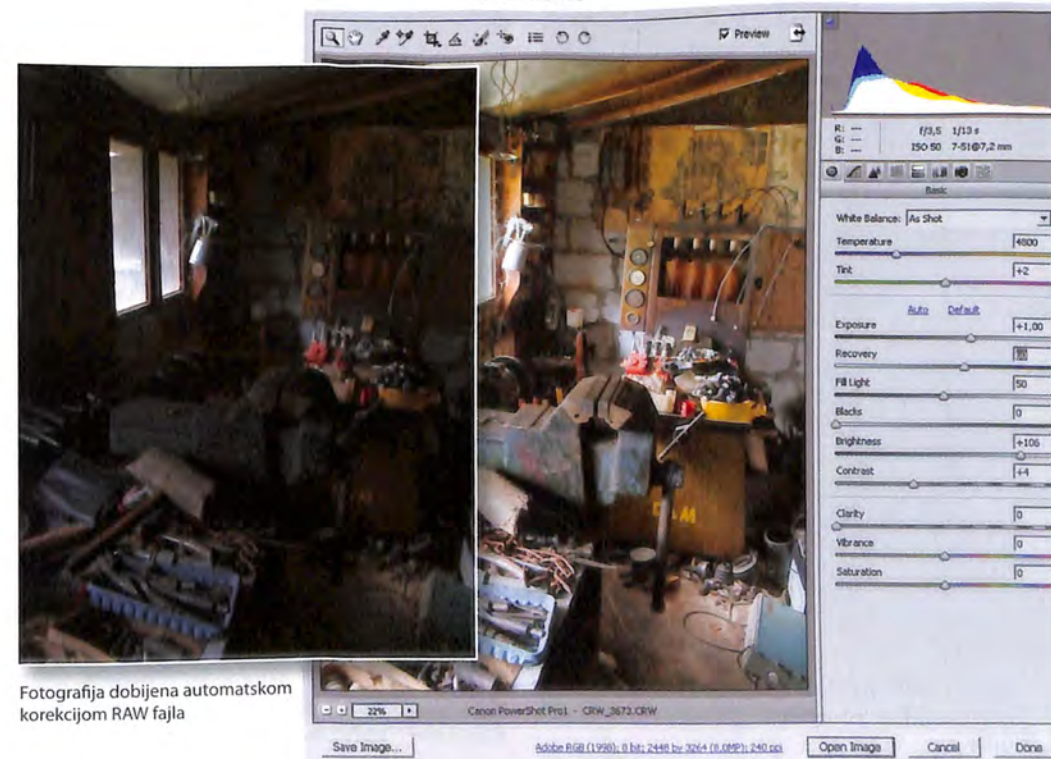 Preview
R: ---
G: ---
B: ---
f/3,5 1/13 s
ISO 50 7-51@7,2 mm
Basic
White Balance: As Shot
Temperature 4800
Tint +2
Auto Default
Exposure +1,00
Recovery
Fill Light 50
Blacks 0
Brightness +106
Contrast +4
Clarity 0
Vibrance 0
Saturation 0
Fotografija dobijena automatskom
korekcijom RAW fajla
22%
Canon PowerShot Pro1 - CRW_3673.CRW
Save Image...
Adobe RGB (1998); 8 bit; 2448 by 3264 (8,0MP); 240 ppi
Open Image
Cancel
Done